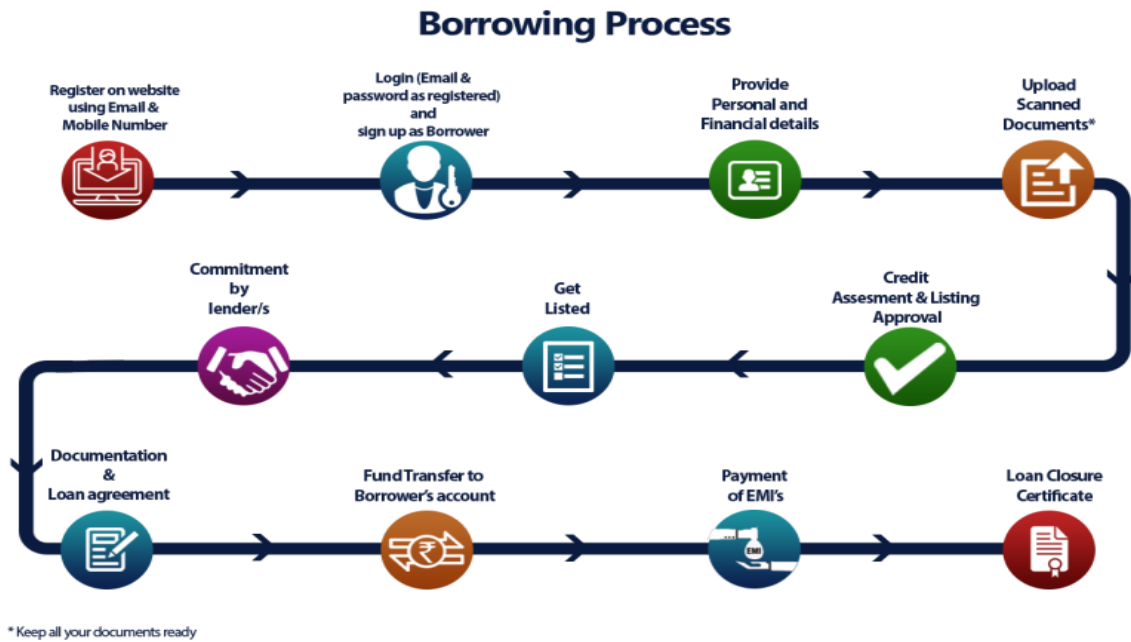 Borrowing Process
Register on website
using Email &
Mobile Number
Login (Email &
password as registered)
and
sign up as Borrower
Provide
Personal and
Financial details
Upload
Scanned
Documents*
Credit
Assesment & Listing
Approval
Get
Listed
Commitment
by
lender/s
Documentation
&
Loan agreement
Fund Transfer to
Borrower's account
₹
Payment
of EMI's
EMI
Loan Closure
Certificate
* Keep all your documents ready